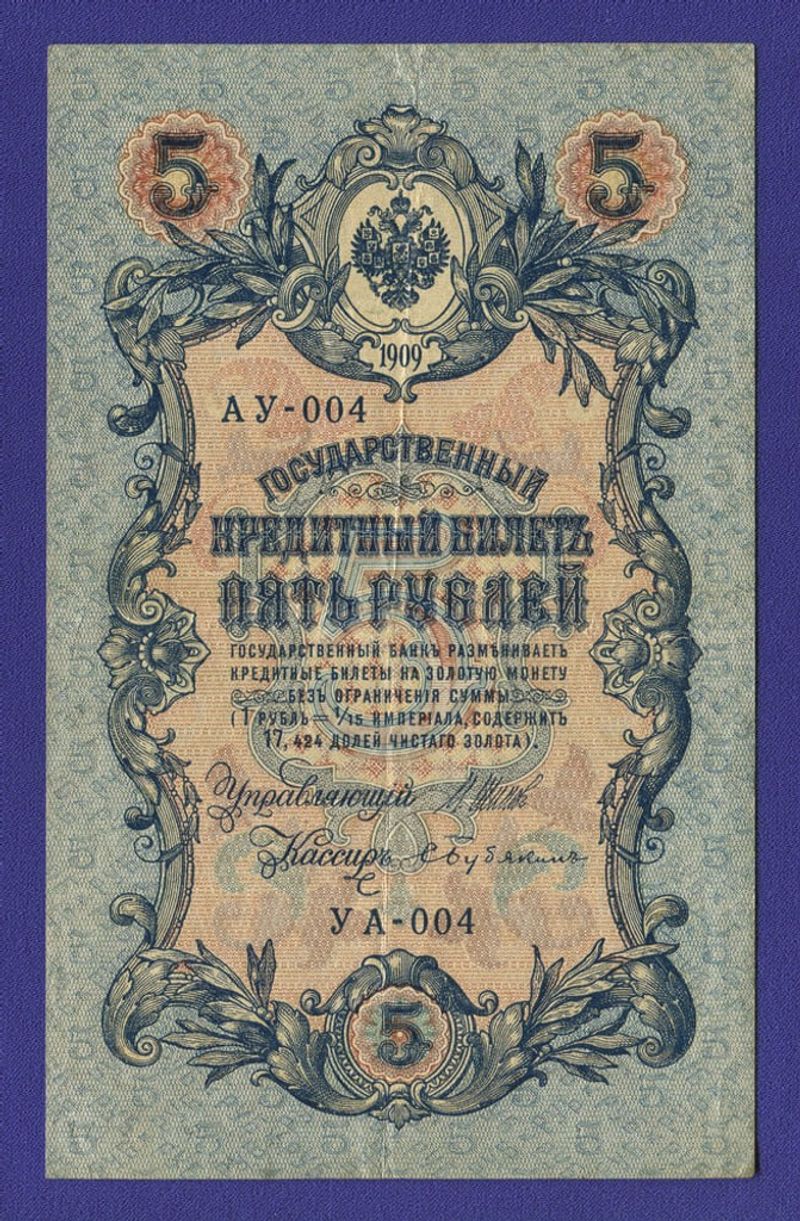 5 5
1909
АУ-004
ГОСУДАРСТВЕННЫЙ
КРЕДИТНЫЙ БИЛЕТЪ
ПЯТЬ РУБЛЕЙ
ГОСУДАРСТВЕННЫЙ БАНКЪ РАЗМѢНИВАЕТЪ
КРЕДИТНЫЕ БИЛЕТЫ НА ЗОЛОТУЮ МОНЕТУ
БЕЗЪ ОГРАНИЧЕНІЯ СУММЫ
(1 РУБЛЬ = 1/15 ИМПЕРІАЛА, СОДЕРЖИТЪ
17,424 ДОЛЕЙ ЧИСТАГО ЗОЛОТА).
Управляющій
Кассиръ С Бубякинъ
УА-004
5